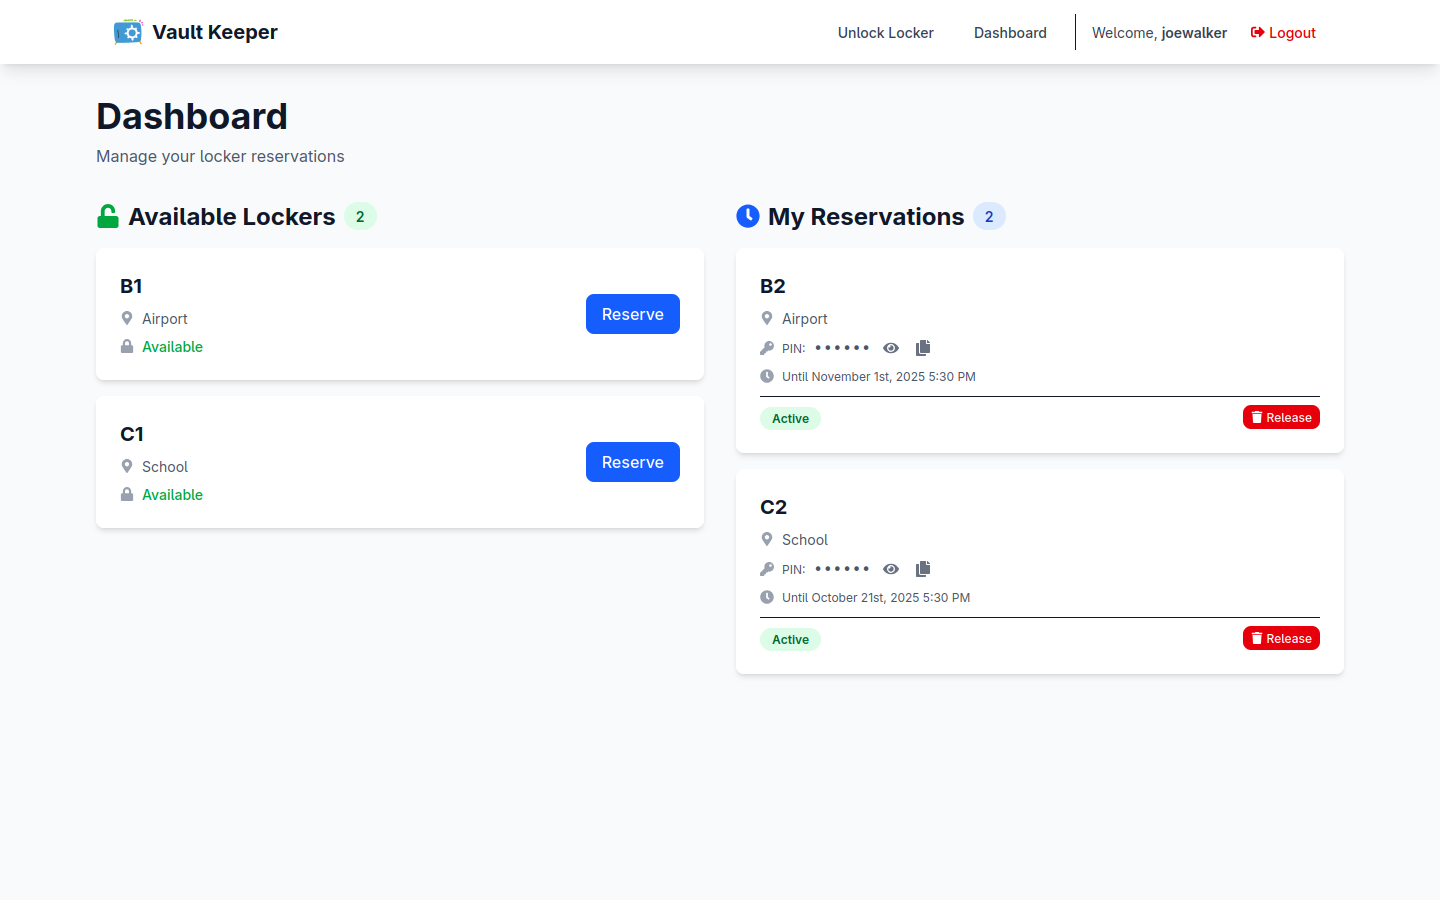 Vault Keeper
Unlock Locker
Dashboard
Welcome, joewalker
Logout
Dashboard
Manage your locker reservations
Available Lockers 2
B1
Airport
Available
Reserve
C1
School
Available
Reserve
My Reservations 2
B2
Airport
PIN: ••••••
Until November 1st, 2025 5:30 PM
Active
Release
C2
School
PIN: ••••••
Until October 21st, 2025 5:30 PM
Active
Release